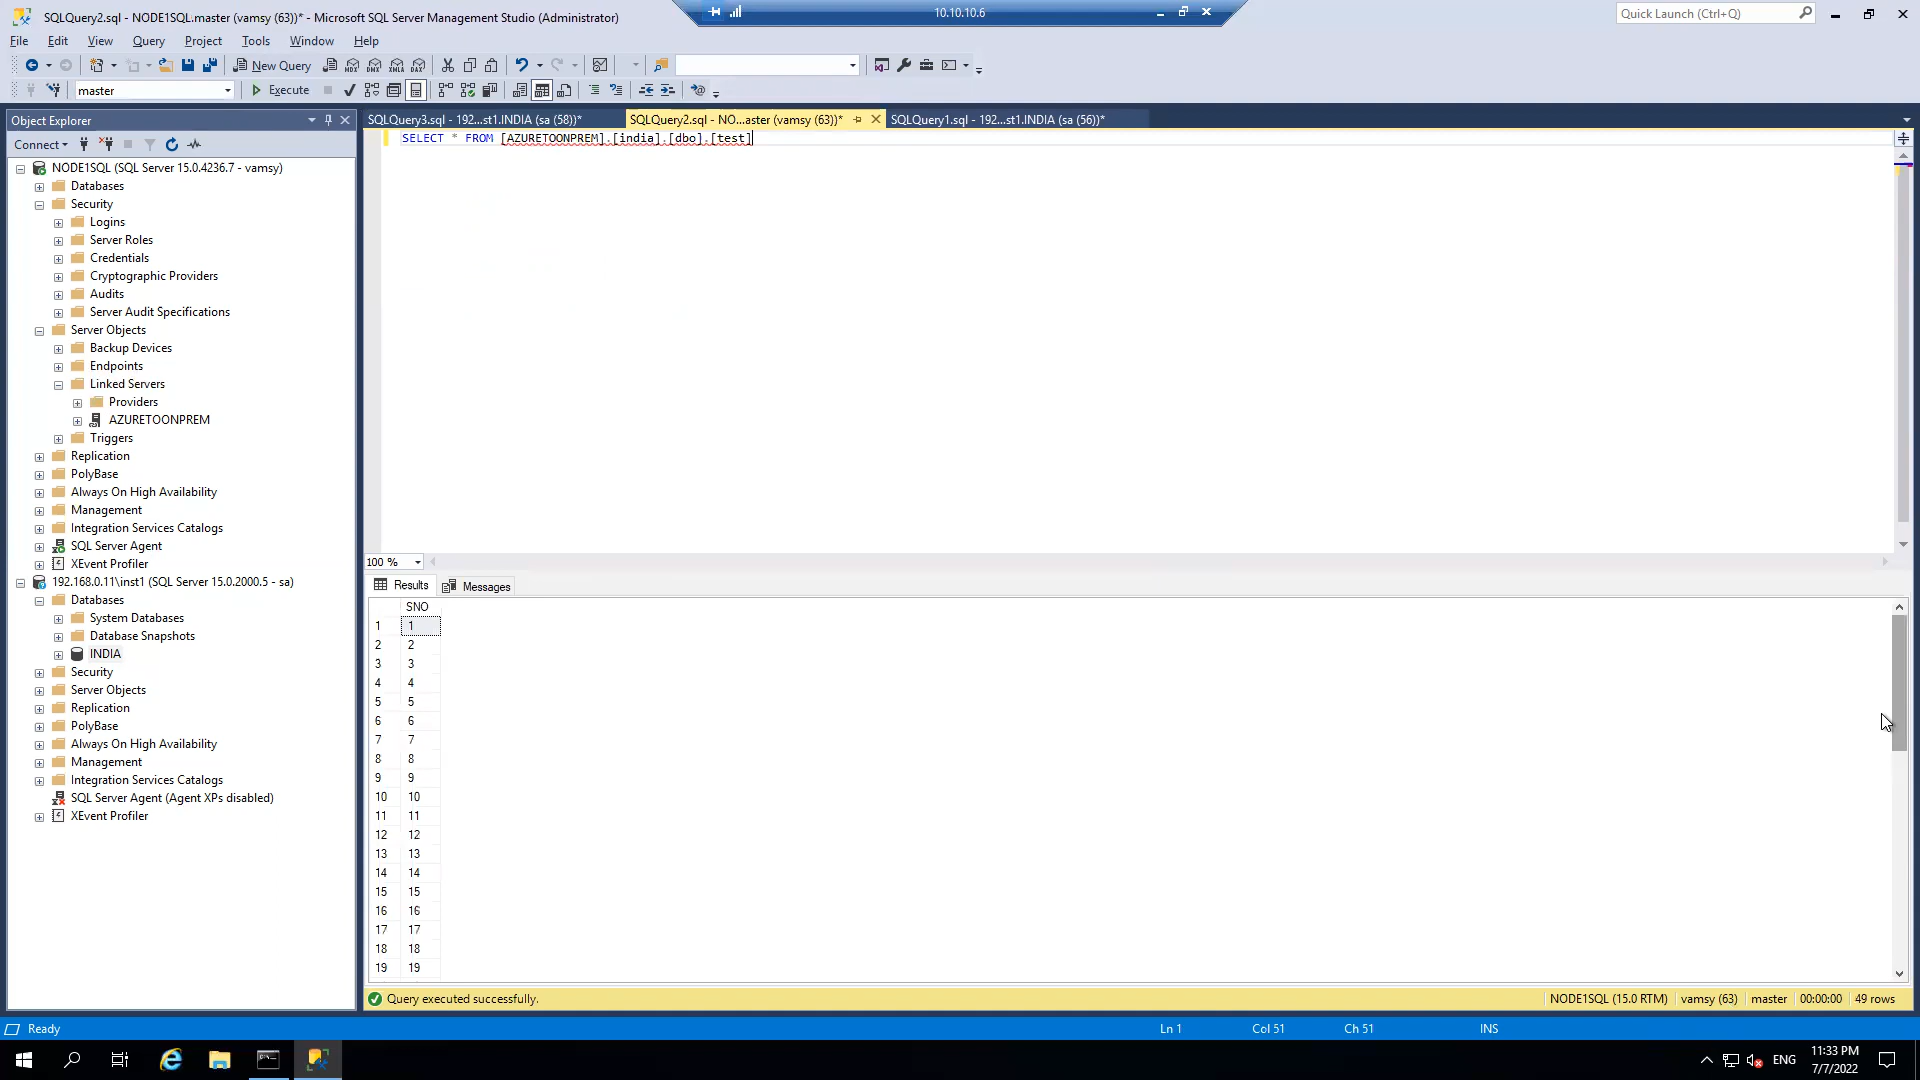 SQLQuery2.sql - NODE1SQL.master (vamsy (63))* - Microsoft SQL Server Management Studio (Administrator)
10.10.10.6
Quick Launch (Ctrl+Q)
File Edit View Query Project Tools Window Help
New Query
master
Execute
Object Explorer
SQLQuery3.sql - 192...st1.INDIA (sa (58))*
SQLQuery2.sql - NO...aster (vamsy (63))*
SQLQuery1.sql - 192...st1.INDIA (sa (56))*
Connect
SELECT * FROM [AZURETOONPREM].[india].[dbo].[test]
NODE1SQL (SQL Server 15.0.4236.7 - vamsy)
Databases
Security
Logins
Server Roles
Credentials
Cryptographic Providers
Audits
Server Audit Specifications
Server Objects
Backup Devices
Endpoints
Linked Servers
Providers
AZURETOONPREM
Triggers
Replication
PolyBase
Always On High Availability
Management
Integration Services Catalogs
SQL Server Agent
XEvent Profiler
192.168.0.11\inst1 (SQL Server 15.0.2000.5 - sa)
Databases
System Databases
Database Snapshots
INDIA
Security
Server Objects
Replication
PolyBase
Always On High Availability
Management
Integration Services Catalogs
SQL Server Agent (Agent XPs disabled)
XEvent Profiler
100 %
Results Messages
SNO
1 1
2 2
3 3
4 4
5 5
6 6
7 7
8 8
9 9
10 10
11 11
12 12
13 13
14 14
15 15
16 16
17 17
18 18
19 19
Query executed successfully.
NODE1SQL (15.0 RTM) vamsy (63) master 00:00:00 49 rows
Ready
Ln 1 Col 51 Ch 51 INS
ENG
11:33 PM
7/7/2022